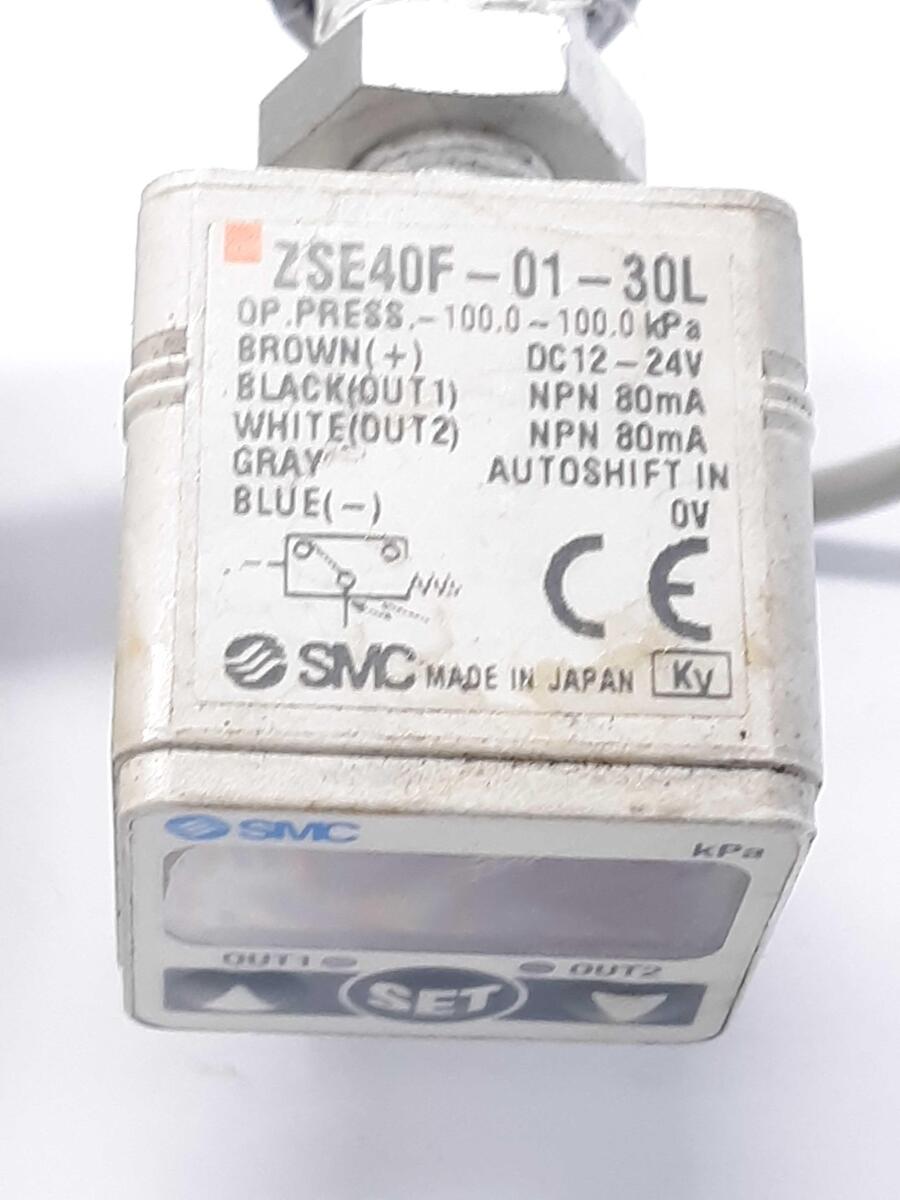 ZSE40F-01-30L
OP.PRESS.-100.0~100.0 kPa
BROWN(+) DC12-24V
BLACK(OUT1) NPN 80mA
WHITE(OUT2) NPN 80mA
GRAY AUTOSHIFT IN
BLUE(-) 0V
CE
SMC MADE IN JAPAN Ky
SMC kPa
OUT1 OUT2
SET